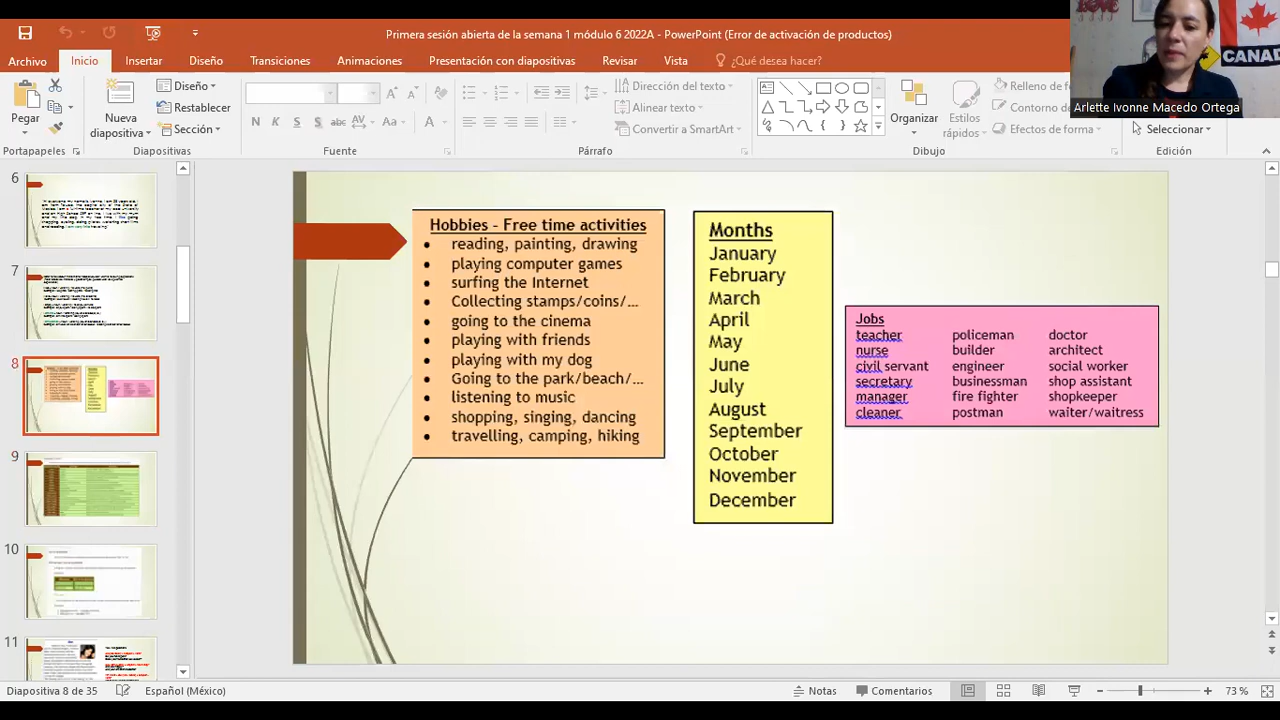 Primera sesión abierta de la semana 1 módulo 6 2022A - PowerPoint (Error de activación de productos)
CANAD
Arlette Ivonne Macedo Ortega
Archivo Inicio Insertar Diseño Transiciones Animaciones Presentación con diapositivas Revisar Vista ¿Qué desea hacer?
Pegar
Nueva diapositiva
Diseño
Restablecer
Sección
N K S S abc AV Aa A
Dirección del texto
Alinear texto
Convertir a SmartArt
Organizar
Estilos rápidos
Relleno de
Contorno de
Efectos de forma
Seleccionar
Portapapeles Diapositivas Fuente Párrafo Dibujo Edición
6
7
8
9
10
11
Hobbies - Free time activities
• reading, painting, drawing
• playing computer games
• surfing the Internet
• Collecting stamps/coins/...
• going to the cinema
• playing with friends
• playing with my dog
• Going to the park/beach/...
• listening to music
• shopping, singing, dancing
• travelling, camping, hiking
Months
January
February
March
April
May
June
July
August
September
October
November
December
Jobs
teacher policeman doctor
nurse builder architect
civil servant engineer social worker
secretary businessman shop assistant
manager fire fighter shopkeeper
cleaner postman waiter/waitress
Diapositiva 8 de 35 Español (México) Notas Comentarios 73 %